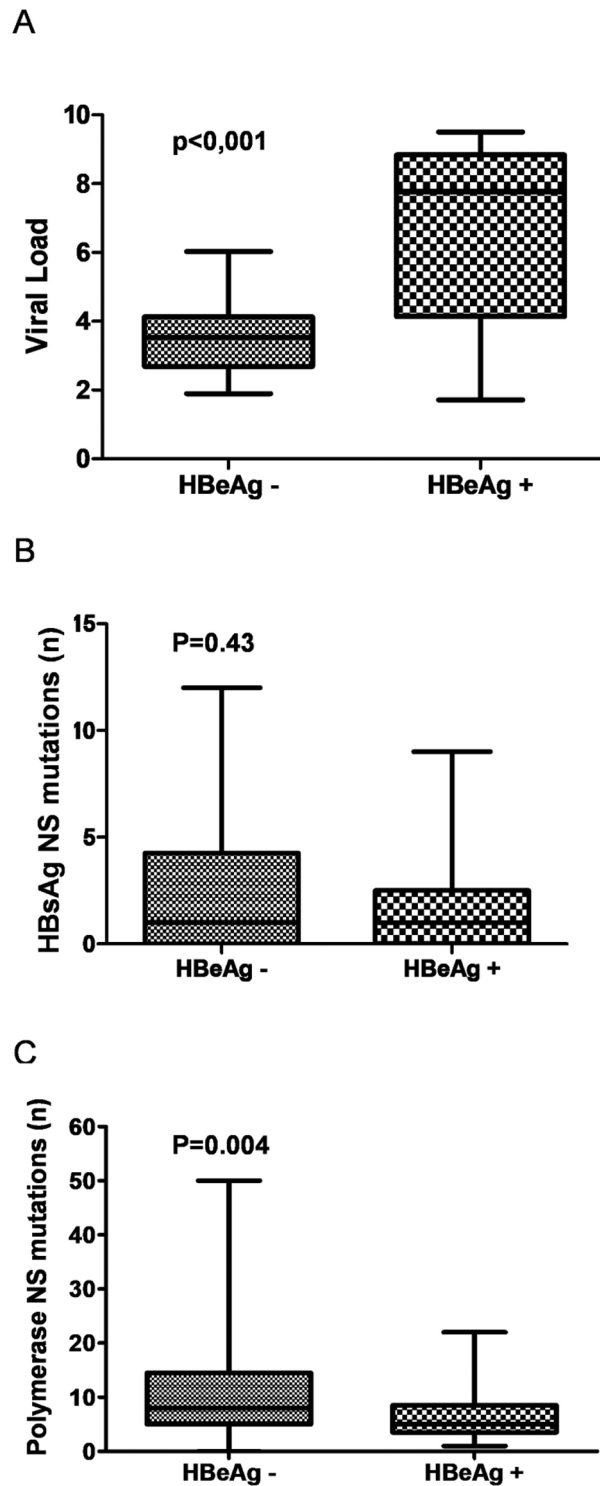 A
Viral Load
10
8
6
4
2
0
p<0,001
HBeAg -
HBeAg +
B
HBsAg NS mutations (n)
15
10
5
0
P=0.43
HBeAg -
HBeAg +
C
Polymerase NS mutations (n)
60
50
40
30
20
10
0
P=0.004
HBeAg -
HBeAg +